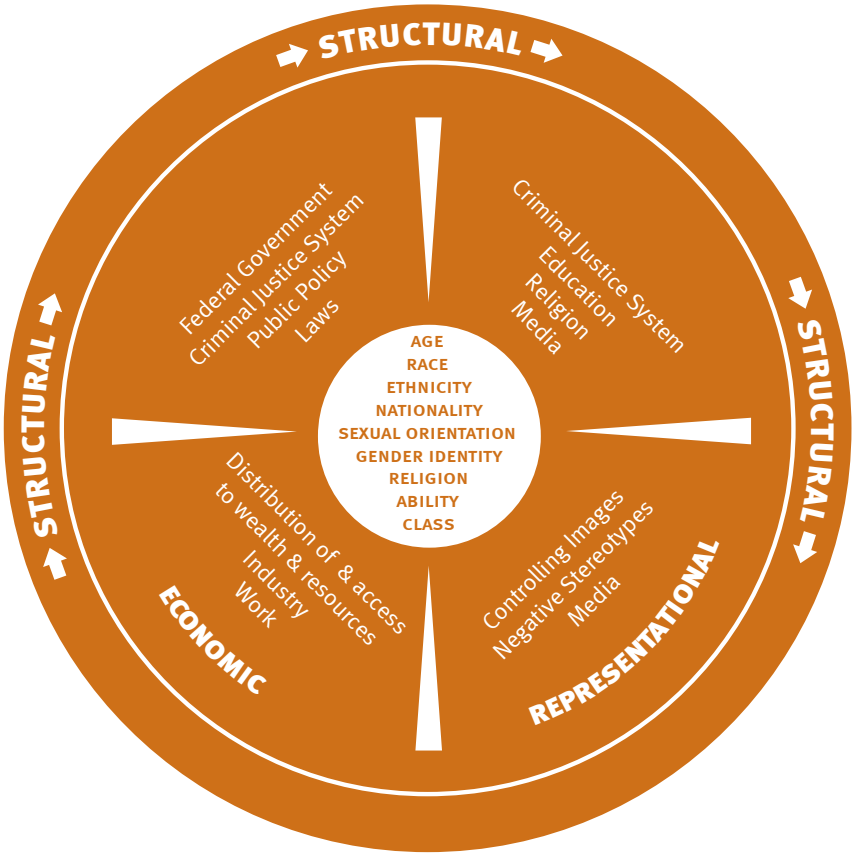 STRUCTURAL
Federal Government
Criminal Justice System
Public Policy
Laws
Criminal Justice System
Education
Religion
Media
STRUCTURAL
STRUCTURAL
AGE
RACE
ETHNICITY
NATIONALITY
SEXUAL ORIENTATION
GENDER IDENTITY
RELIGION
ABILITY
CLASS
Distribution of & access
to wealth & resources
Industry
Work
ECONOMIC
Controlling Images
Negative Stereotypes
Media
REPRESENTATIONAL